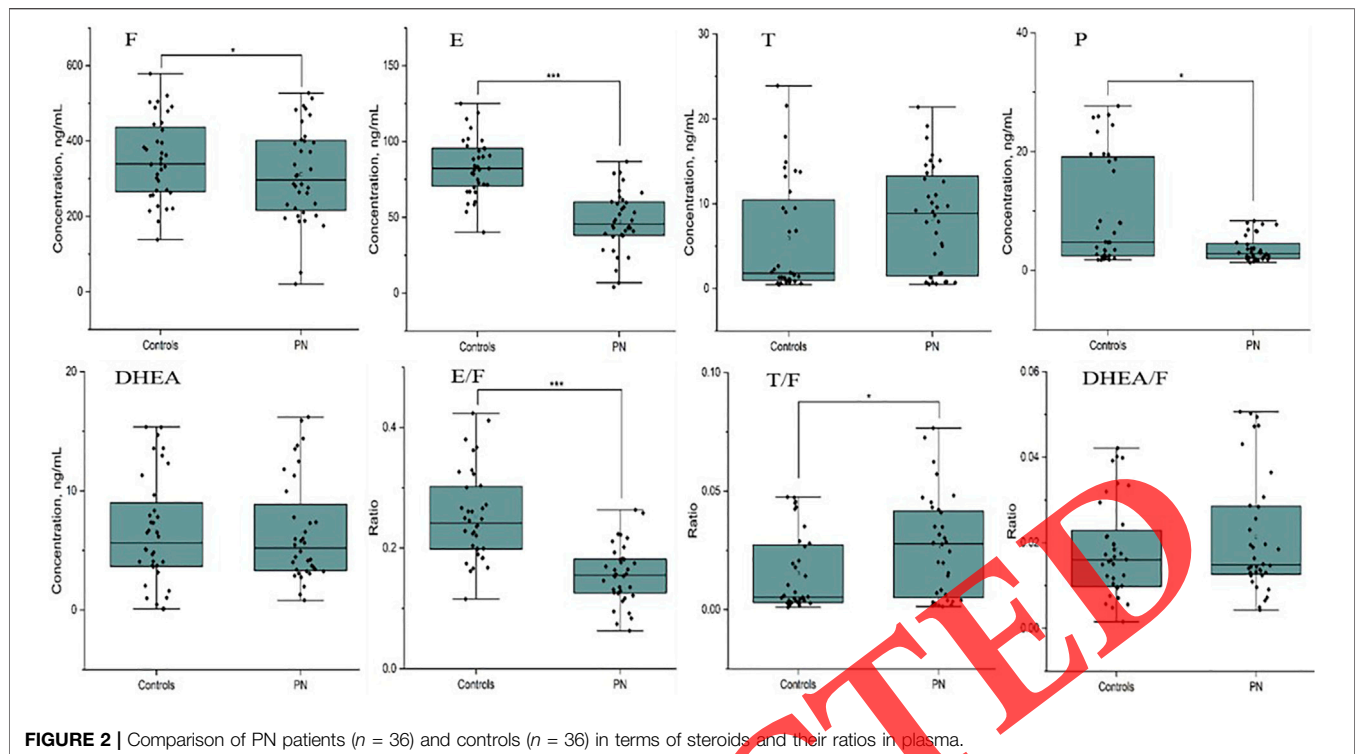 F
*
Concentration, ng/mL
600
400
200
0
Controls PN
E
***
Concentration, ng/mL
150
100
50
0
Controls PN
T
Concentration, ng/mL
30
20
10
0
Controls PN
P
*
Concentration, ng/mL
40
20
0
Controls PN
DHEA
Concentration, ng/mL
20
10
0
Controls PN
E/F
***
Ratio
0.4
0.2
0.0
Controls PN
T/F
*
Ratio
0.10
0.05
0.00
Controls PN
DHEA/F
Ratio
0.06
0.04
0.02
0.00
Controls PN
CTED
FIGURE 2 | Comparison of PN patients (n = 36) and controls (n = 36) in terms of steroids and their ratios in plasma.